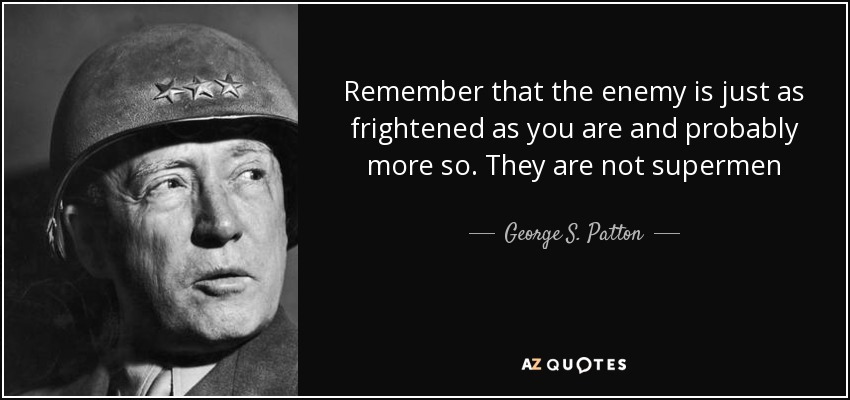 Remember that the enemy is just as
frightened as you are and probably
more so. They are not supermen
George S. Patton
AZ QUOTES